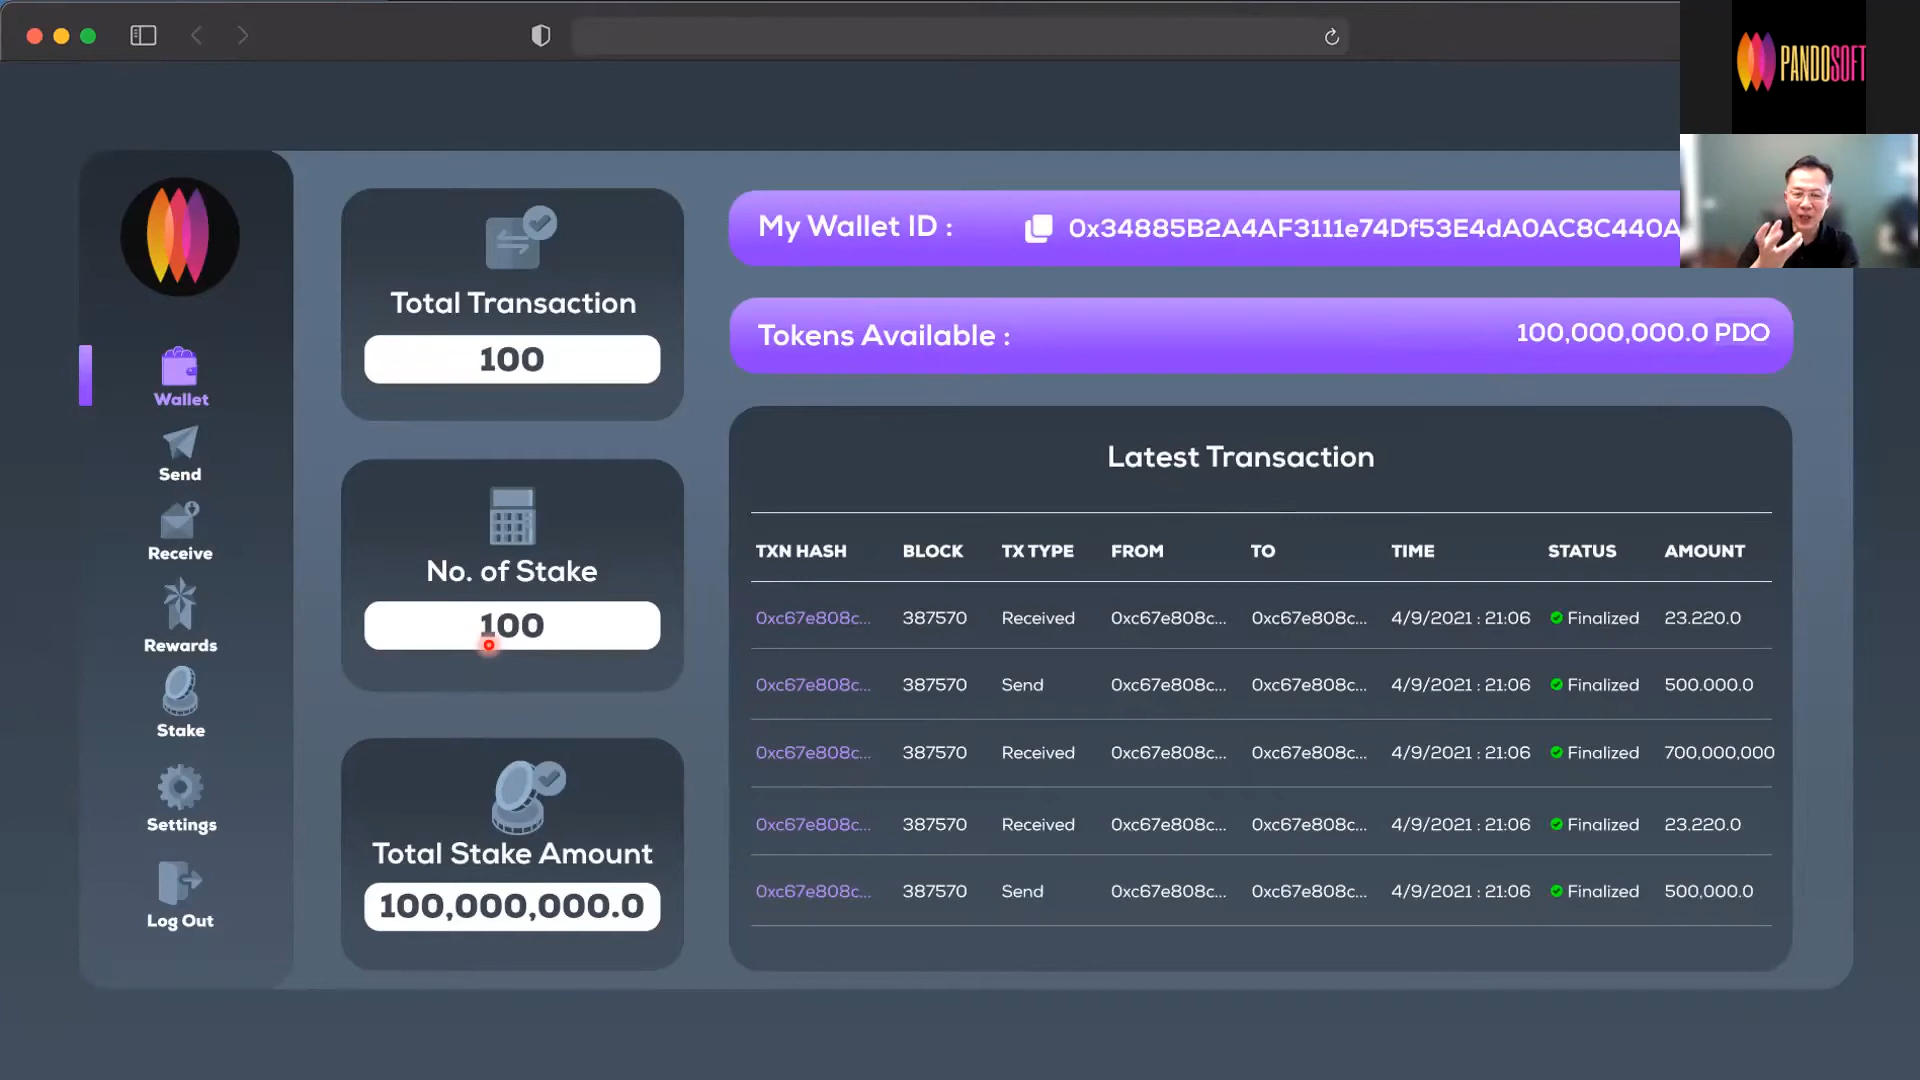 PANDOSOFT
My Wallet ID :
0x34885B2A4AF3111e74Df53E4dA0AC8C440A
Tokens Available :
100,000,000.0 PDO
Wallet
Send
Receive
Rewards
Stake
Settings
Log Out
Total Transaction
100
No. of Stake
100
Total Stake Amount
100,000,000.0
Latest Transaction
TXN HASH BLOCK TX TYPE FROM TO TIME STATUS AMOUNT
0xc67e808c... 387570 Received 0xc67e808c... 0xc67e808c... 4/9/2021 : 21:06 Finalized 23.220.0
0xc67e808c... 387570 Send 0xc67e808c... 0xc67e808c... 4/9/2021 : 21:06 Finalized 500.000.0
0xc67e808c... 387570 Received 0xc67e808c... 0xc67e808c... 4/9/2021 : 21:06 Finalized 700,000,000
0xc67e808c... 387570 Received 0xc67e808c... 0xc67e808c... 4/9/2021 : 21:06 Finalized 23.220.0
0xc67e808c... 387570 Send 0xc67e808c... 0xc67e808c... 4/9/2021 : 21:06 Finalized 500,000.0